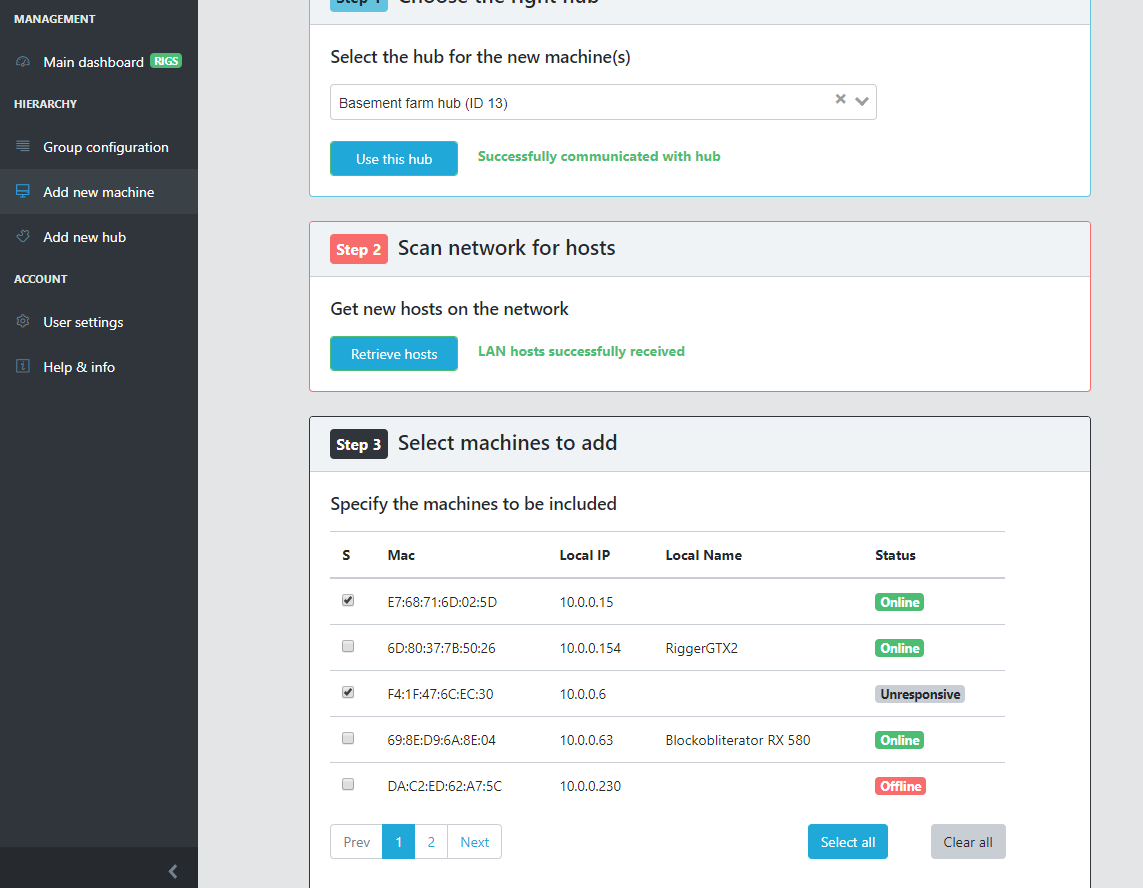 MANAGEMENT
Main dashboard RIGS
HIERARCHY
Group configuration
Add new machine
Add new hub
ACCOUNT
User settings
Help & info
Step 1 Choose the right hub
Select the hub for the new machine(s)
Basement farm hub (ID 13)
Use this hub Successfully communicated with hub
Step 2 Scan network for hosts
Get new hosts on the network
Retrieve hosts LAN hosts successfully received
Step 3 Select machines to add
Specify the machines to be included
S Mac Local IP Local Name Status
E7:68:71:6D:02:5D 10.0.0.15 Online
6D:80:37:7B:50:26 10.0.0.154 RiggerGTX2 Online
F4:1F:47:6C:EC:30 10.0.0.6 Unresponsive
69:8E:D9:6A:8E:04 10.0.0.63 Blockobliterator RX 580 Online
DA:C2:ED:62:A7:5C 10.0.0.230 Offline
Prev 1 2 Next Select all Clear all